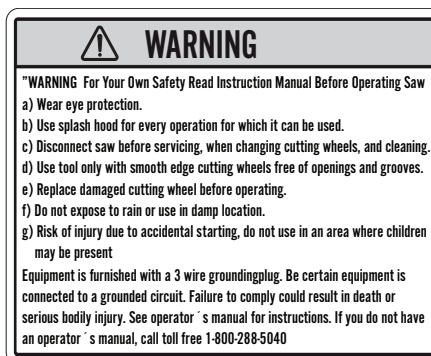 WARNING
"WARNING For Your Own Safety Read Instruction Manual Before Operating Saw
a) Wear eye protection.
b) Use splash hood for every operation for which it can be used.
c) Disconnect saw before servicing, when changing cutting wheels, and cleaning.
d) Use tool only with smooth edge cutting wheels free of openings and grooves.
e) Replace damaged cutting wheel before operating.
f) Do not expose to rain or use in damp location.
g) Risk of injury due to accidental starting, do not use in an area where children
may be present
Equipment is furnished with a 3 wire groundingplug. Be certain equipment is
connected to a grounded circuit. Failure to comply could result in death or
serious bodily injury. See operator ´ s manual for instructions. If you do not have
an operator ´ s manual, call toll free 1-800-288-5040